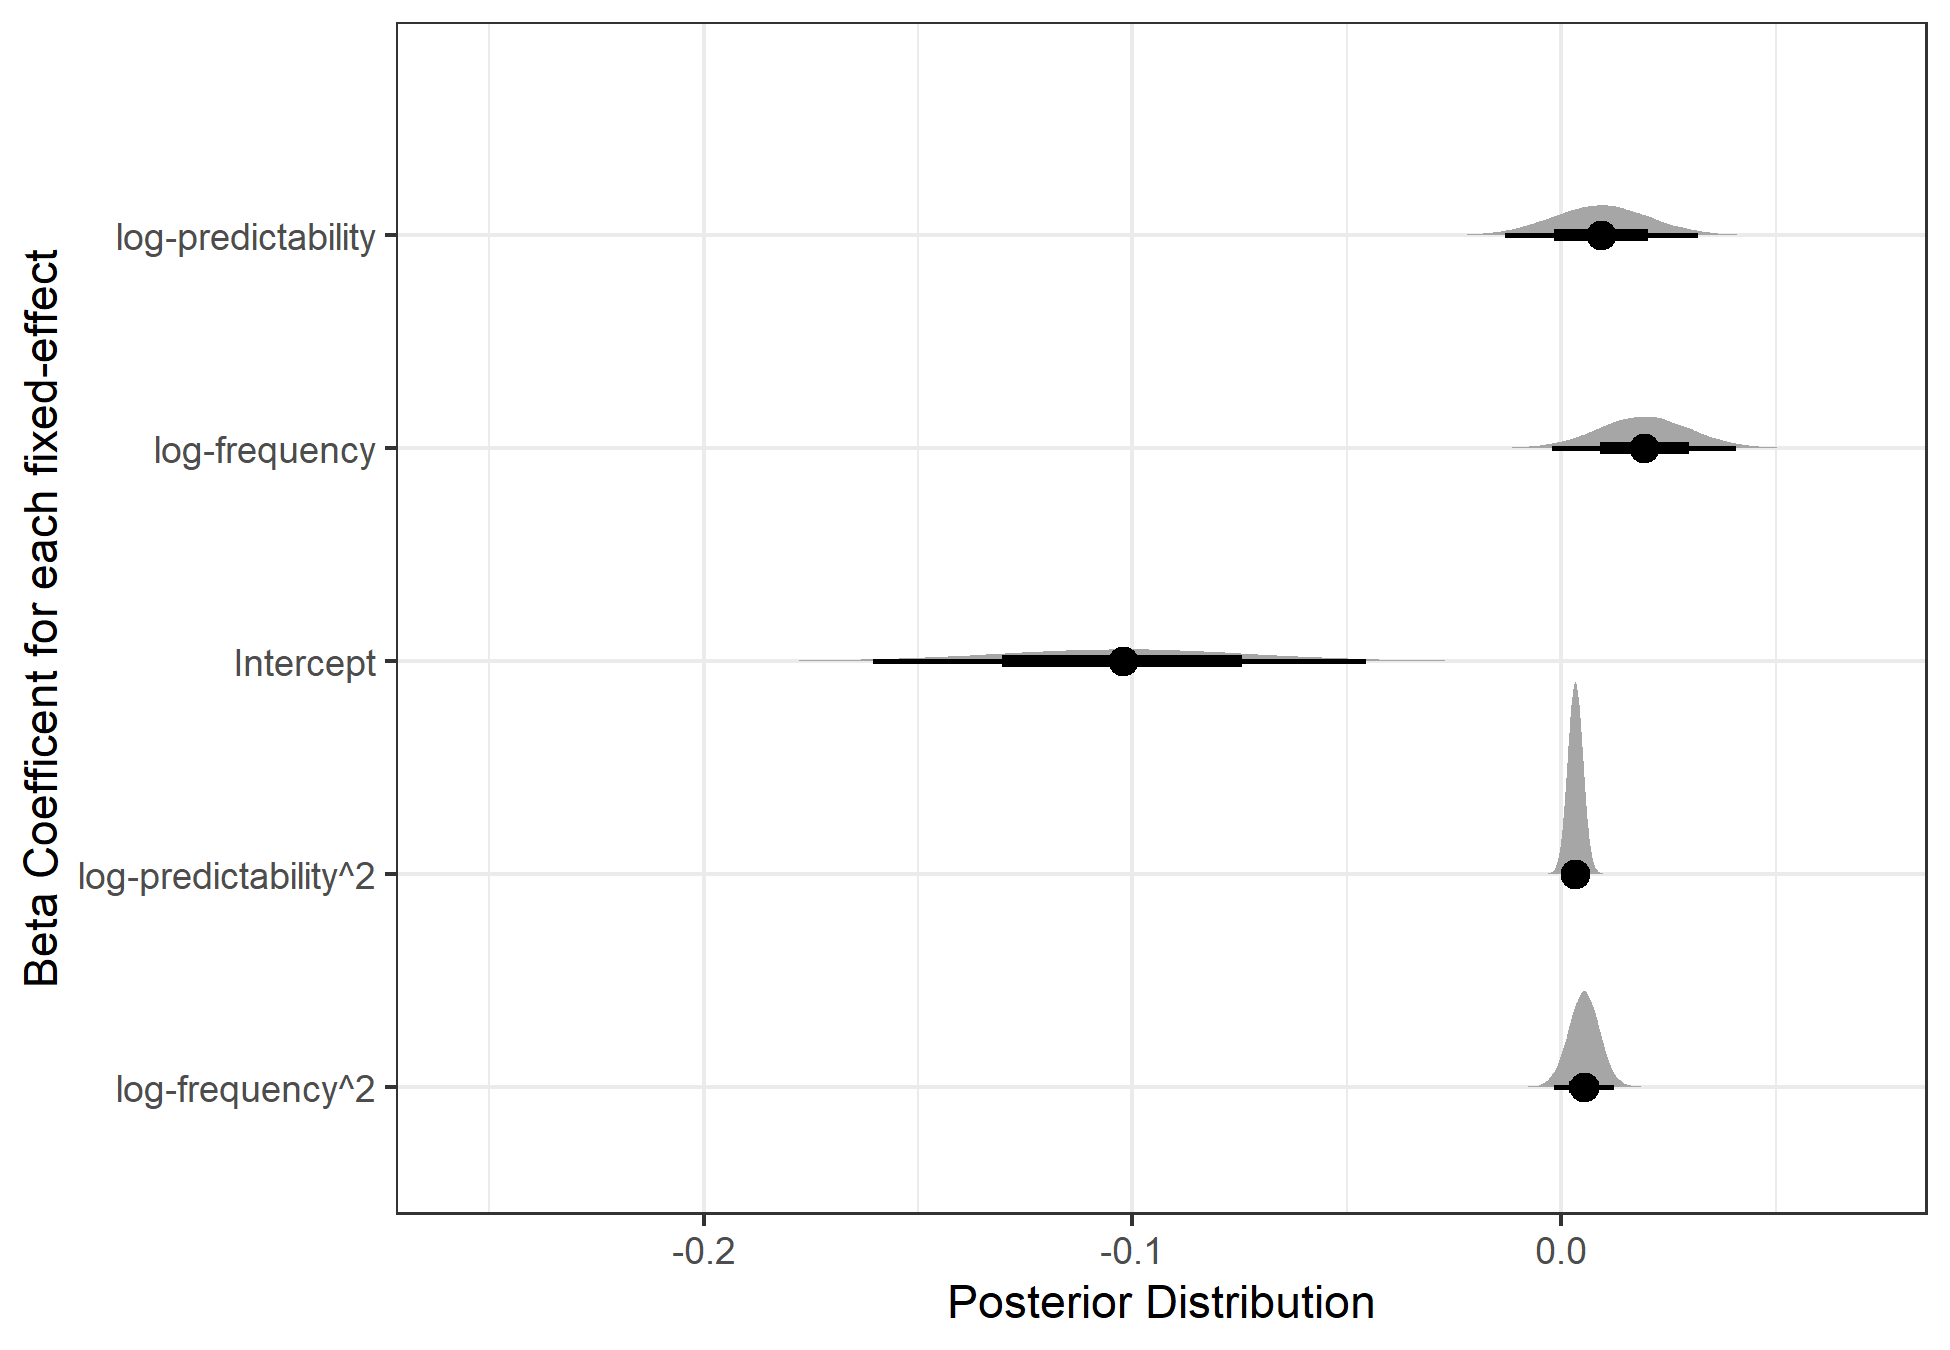 Beta Coefficent for each fixed-effect
log-predictability
log-frequency
Intercept
log-predictability^2
log-frequency^2
-0.2
-0.1
0.0
Posterior Distribution